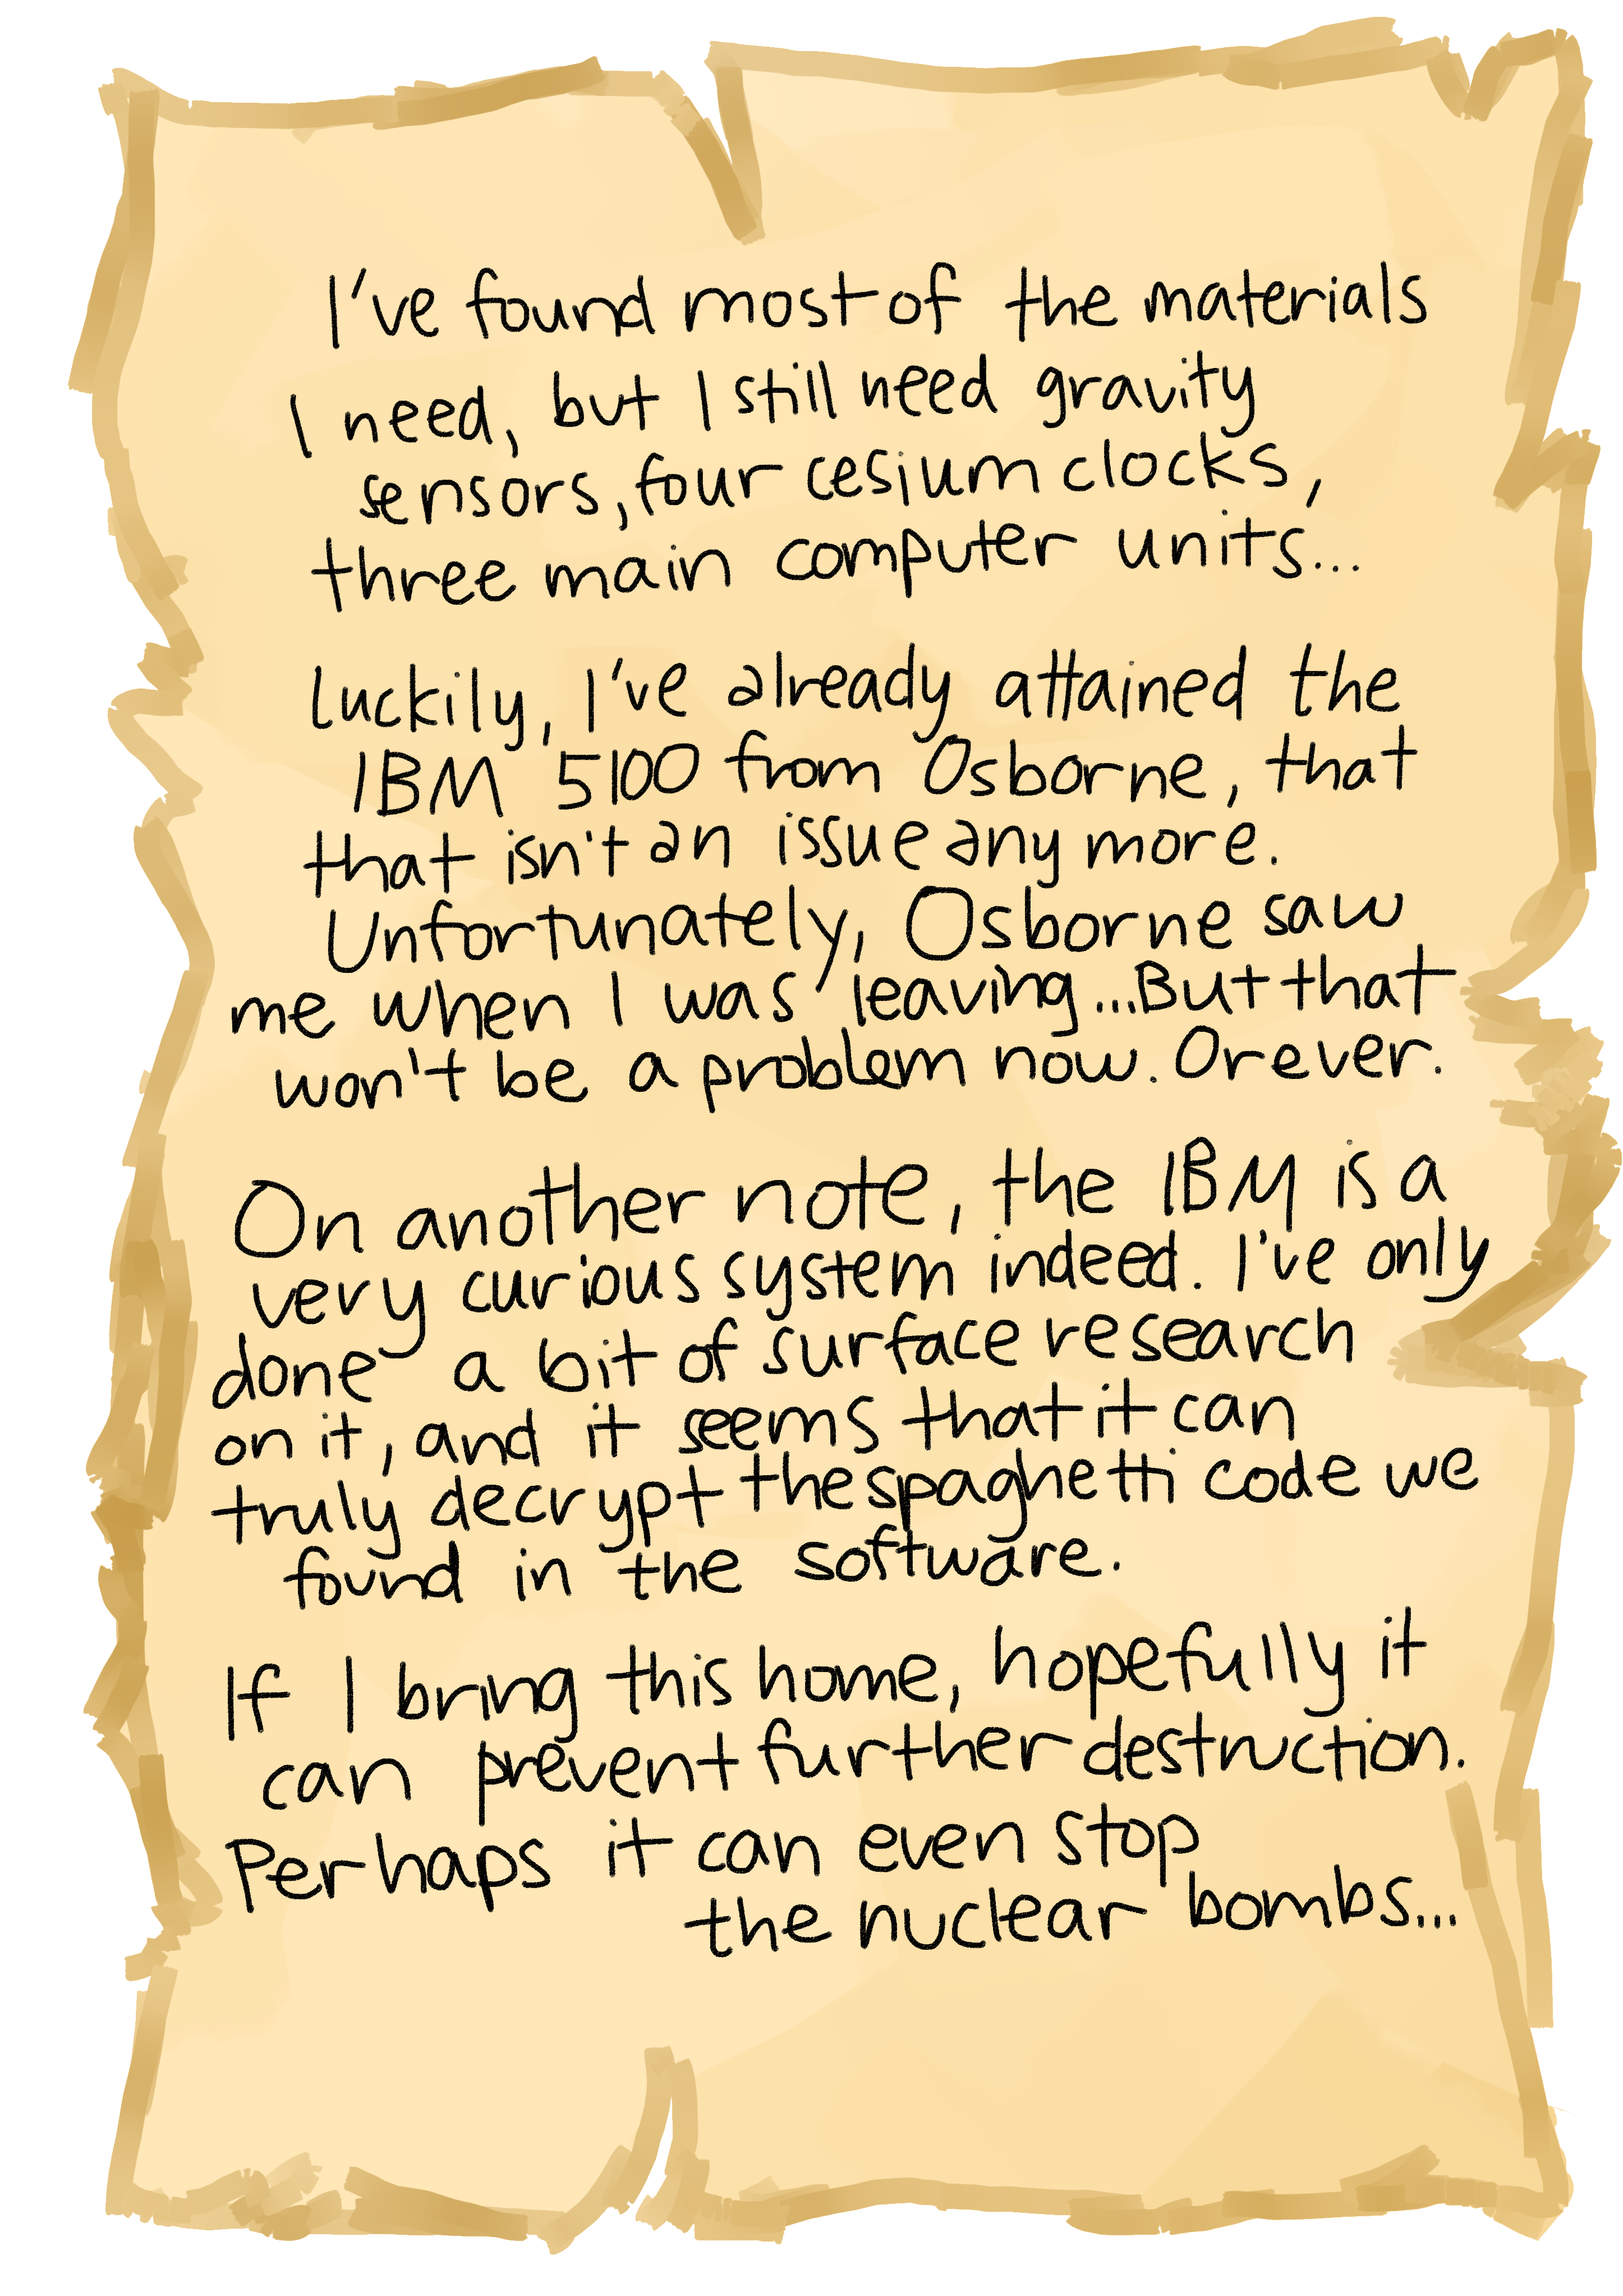 I've found most of the materials
I need, but I still need gravity
sensors, four cesium clocks,
three main computer units...
Luckily, I've already attained the
IBM 5100 from Osborne, that
that isn't an issue any more.
Unfortunately, Osborne saw
me when I was leaving...But that
won't be a problem now. Or ever.
On another note, the IBM is a
very curious system indeed. I've only
done a bit of surface research
on it, and it seems that it can
truly decrypt the spaghetti code we
found in the software.
If I bring this home, hopefully it
can prevent further destruction.
Perhaps it can even stop
the nuclear bombs...